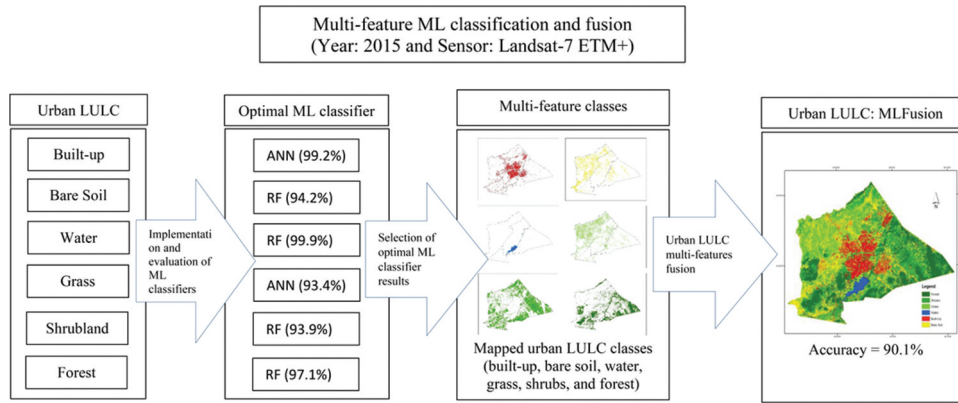 Multi-feature ML classification and fusion
(Year: 2015 and Sensor: Landsat-7 ETM+)
Urban LULC
Built-up
Bare Soil
Water
Grass
Shrubland
Forest
Implementati
on and
evaluation of
ML
classifiers
Optimal ML classifier
ANN (99.2%)
RF (94.2%)
RF (99.9%)
ANN (93.4%)
RF (93.9%)
RF (97.1%)
Selection of
optimal ML
classifier
results
Multi-feature classes
Mapped urban LULC classes
(built-up, bare soil, water,
grass, shrubs, and forest)
Urban LULC
multi-features
fusion
Urban LULC: MLFusion
Legend
Accuracy = 90.1%